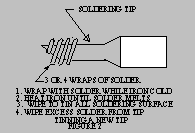 SOLDERING TIP
3 OR 4 WRAPS OF SOLDER
1. WRAP WITH SOLDER WHILE IRON COLD
2. HEAT IRON UNTIL SOLDER MELTS
3. WIPE TO TIN ALL SOLDERING SURFACE
4. WIPE EXCESS SOLDER FROM TIP
TINNING A NEW TIP
FIGURE 2